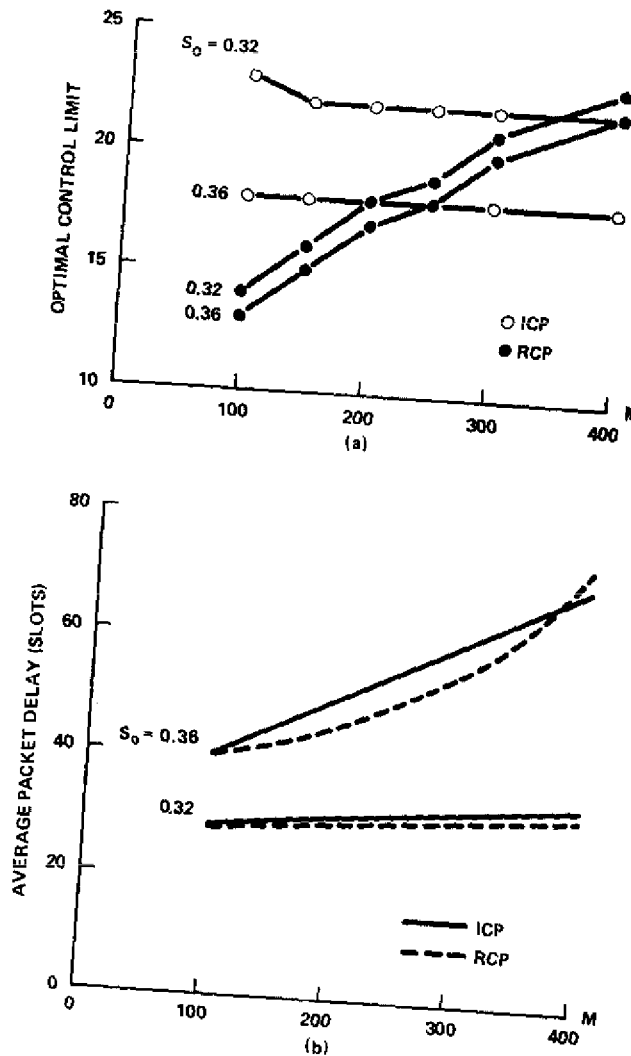 25
S₀ = 0.32
20
0.36
15
0.32
0.36
10
OPTIMAL CONTROL LIMIT
ICP
RCP
0
100
200
300
400
(a)
80
60
S₀ = 0.36
40
0.32
20
0
AVERAGE PACKET DELAY (SLOTS)
ICP
RCP
0
100
200
300
400
M
(b)